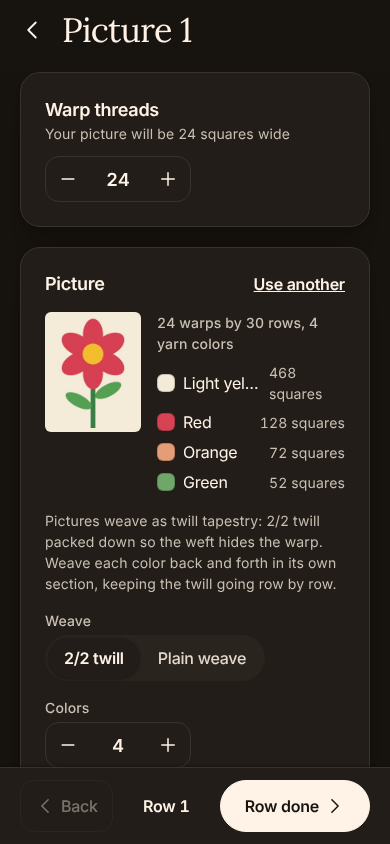 Picture 1
Warp threads
Your picture will be 24 squares wide
24
Picture
Use another
24 warps by 30 rows, 4
yarn colors
Light yel...
468
squares
Red
128 squares
Orange
72 squares
Green
52 squares
Pictures weave as twill tapestry: 2/2 twill
packed down so the weft hides the warp.
Weave each color back and forth in its own
section, keeping the twill going row by row.
Weave
2/2 twill
Plain weave
Colors
4
Back
Row 1
Row done